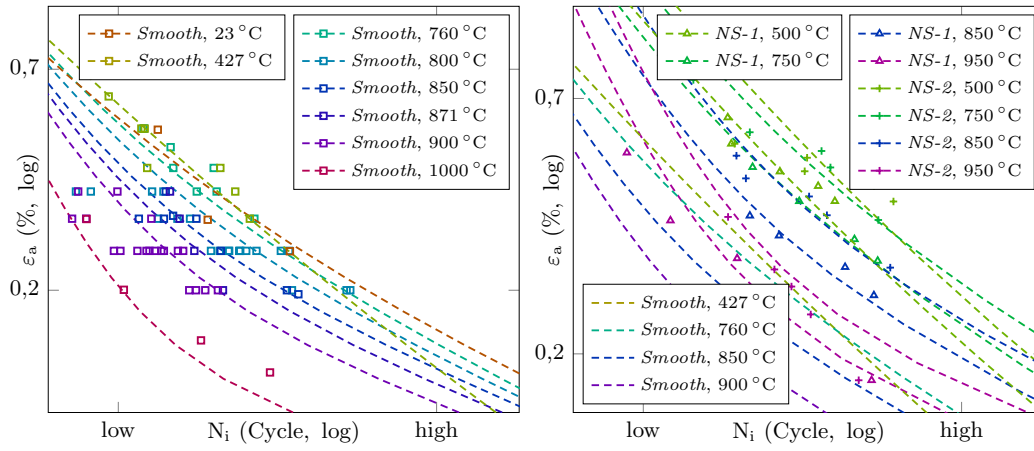 0,7
0,2
ε_a (%, log)
low
N_i (Cycle, log)
high
Smooth, 23 °C
Smooth, 427 °C
Smooth, 760 °C
Smooth, 800 °C
Smooth, 850 °C
Smooth, 871 °C
Smooth, 900 °C
Smooth, 1000 °C
0,7
0,2
ε_a (%, log)
low
N_i (Cycle, log)
high
NS-1, 500 °C
NS-1, 750 °C
NS-1, 850 °C
NS-1, 950 °C
NS-2, 500 °C
NS-2, 750 °C
NS-2, 850 °C
NS-2, 950 °C
Smooth, 427 °C
Smooth, 760 °C
Smooth, 850 °C
Smooth, 900 °C